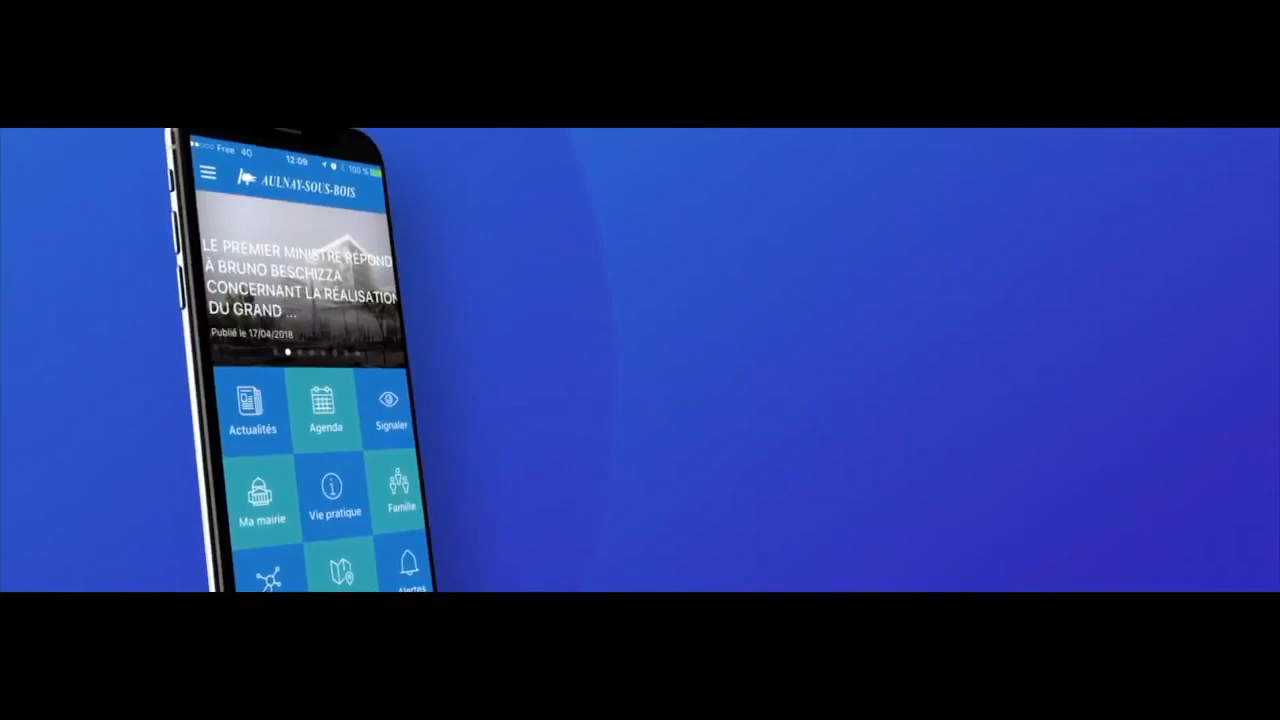 Free 4G 12:09 100 %
AULNAY-SOUS-BOIS
LE PREMIER MINISTRE RÉPOND
À BRUNO BESCHIZZA
CONCERNANT LA RÉALISATION
DU GRAND ...
Publié le 17/04/2018
Actualités Agenda Signaler
Ma mairie Vie pratique Famille
Alertes